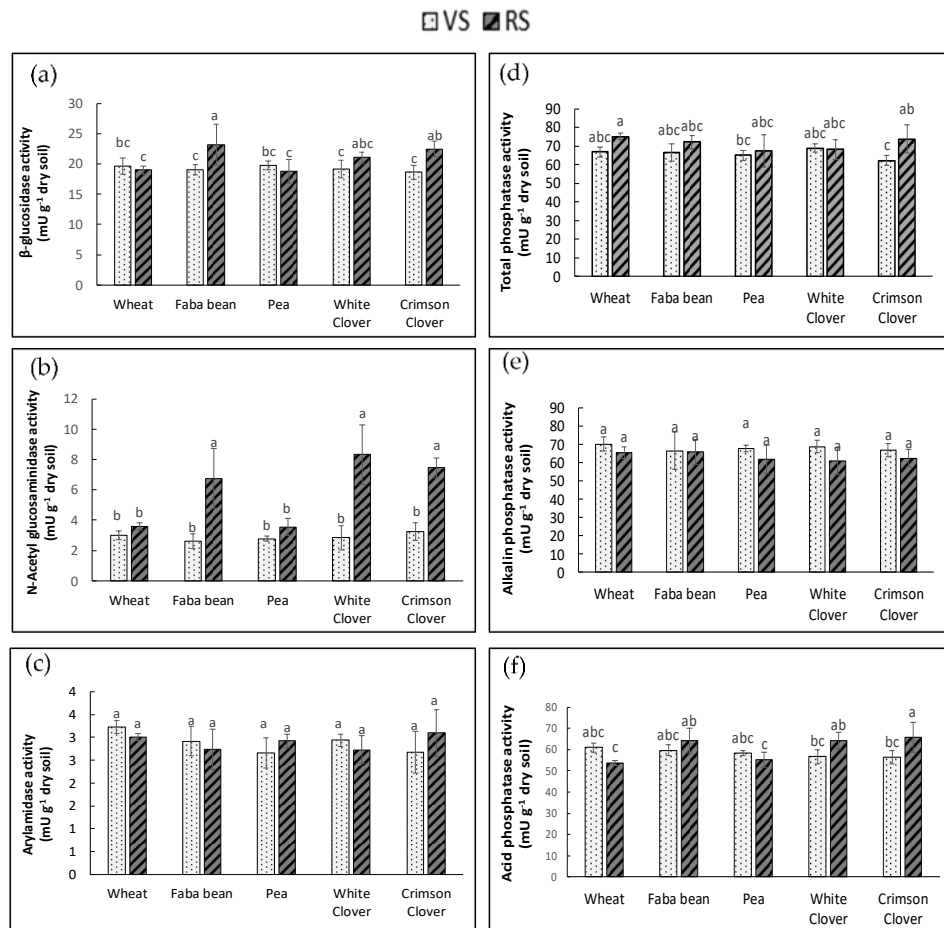 VS RS
(a)
β-glucosidase activity
(mU g⁻¹ dry soil)
30
25
20
15
10
5
0
bc c c a bc c c abc c ab
Wheat Faba bean Pea White Clover Crimson Clover
(b)
N-Acetyl glucosaminidase activity
(mU g⁻¹ dry soil)
12
10
8
6
4
2
0
b b b a b b b a b a
Wheat Faba bean Pea White Clover Crimson Clover
(c)
Arylamidase activity
(mU g⁻¹ dry soil)
4
4
3
3
2
2
1
1
0
a a a a a a a a a a
Wheat Faba bean Pea White Clover Crimson Clover
(d)
Total phosphatase activity
(mU g⁻¹ dry soil)
90
80
70
60
50
40
30
20
10
0
abc a abc abc bc abc abc abc c ab
Wheat Faba bean Pea White Clover Crimson Clover
(e)
Alkalin phosphatase activity
(mU g⁻¹ dry soil)
90
80
70
60
50
40
30
20
10
0
a a a a a a a a a a
Wheat Faba bean Pea White Clover Crimson Clover
(f)
Acid phosphatase activity
(mU g⁻¹ dry soil)
80
70
60
50
40
30
20
10
0
abc c abc ab abc c bc ab bc a
Wheat Faba bean Pea White Clover Crimson Clover